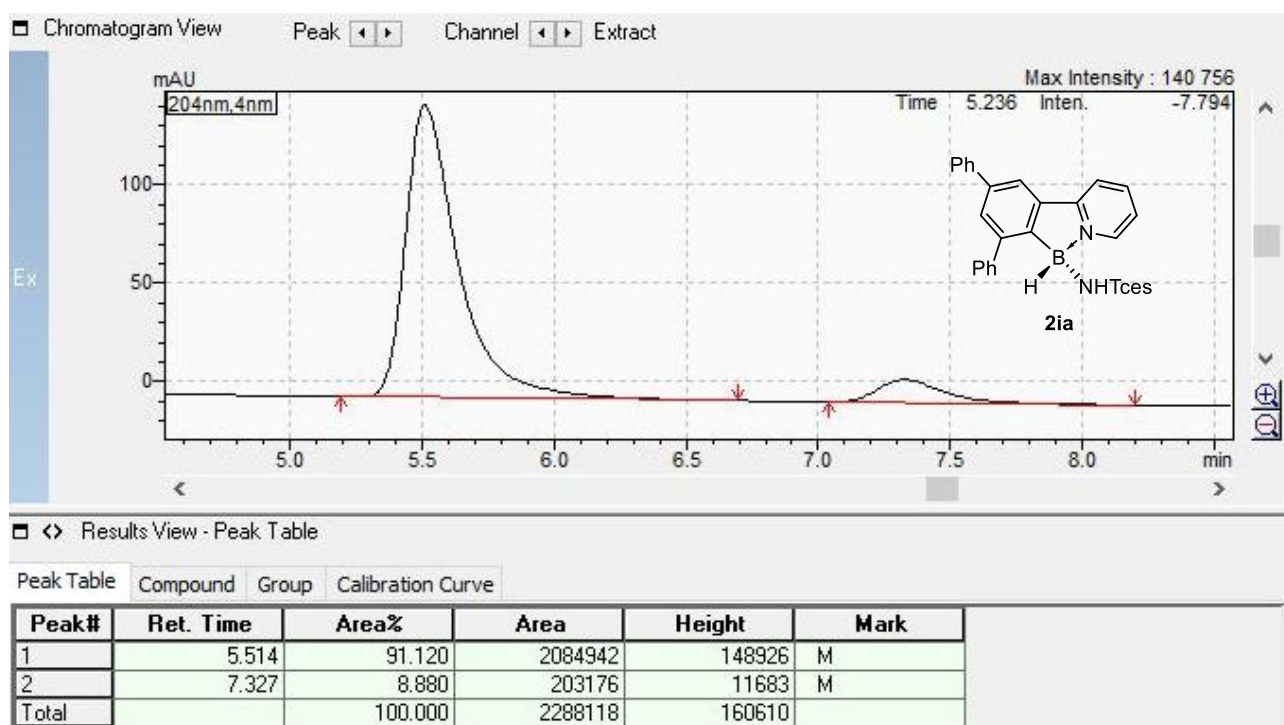 Chromatogram View Peak Channel Extract
mAU
Max Intensity : 140 756
204nm,4nm
Time 5.236 Inten. -7.794
Ph
100
N
Ex
50
Ph
B
H
NHTces
2ia
0
5.0 5.5 6.0 6.5 7.0 7.5 8.0 min
Results View - Peak Table
Peak Table Compound Group Calibration Curve
Peak# Ret. Time Area% Area Height Mark
1 5.514 91.120 2084942 148926 M
2 7.327 8.880 203176 11683 M
Total 100.000 2288118 160610